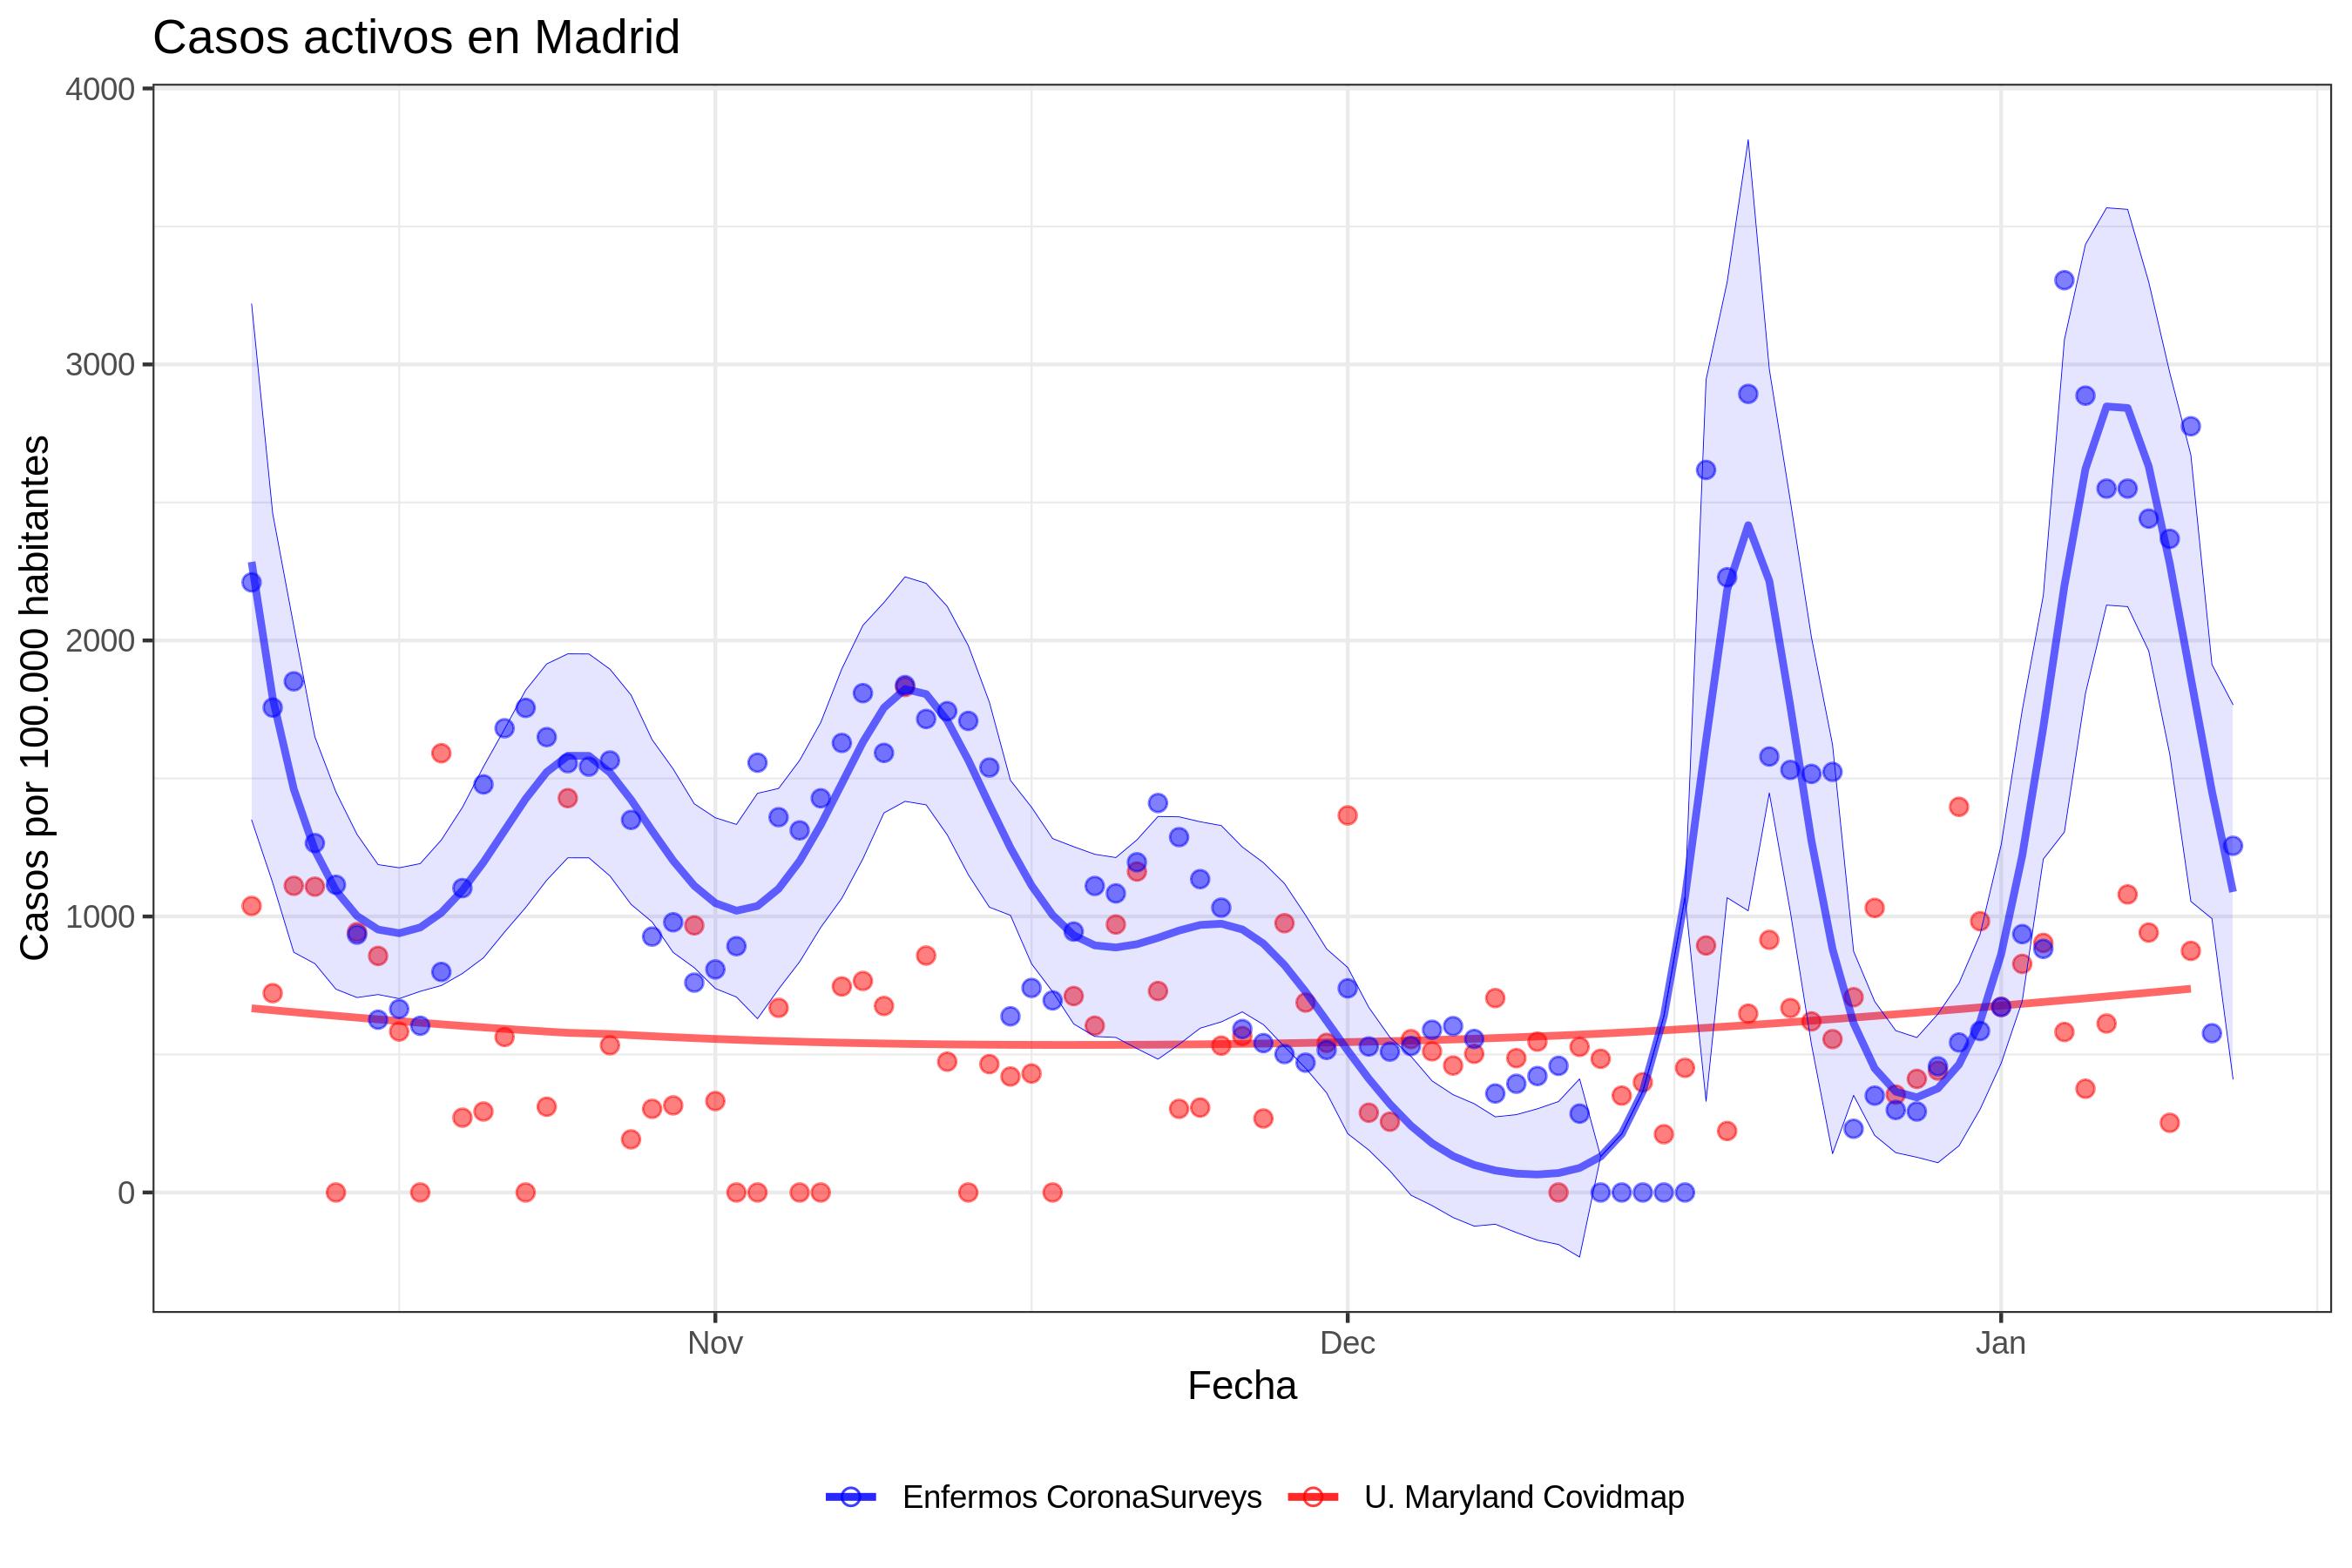 Casos activos en Madrid
Casos por 100.000 habitantes
4000
3000
2000
1000
0
Nov
Dec
Jan
Fecha
Enfermos CoronaSurveys
U. Maryland Covidmap